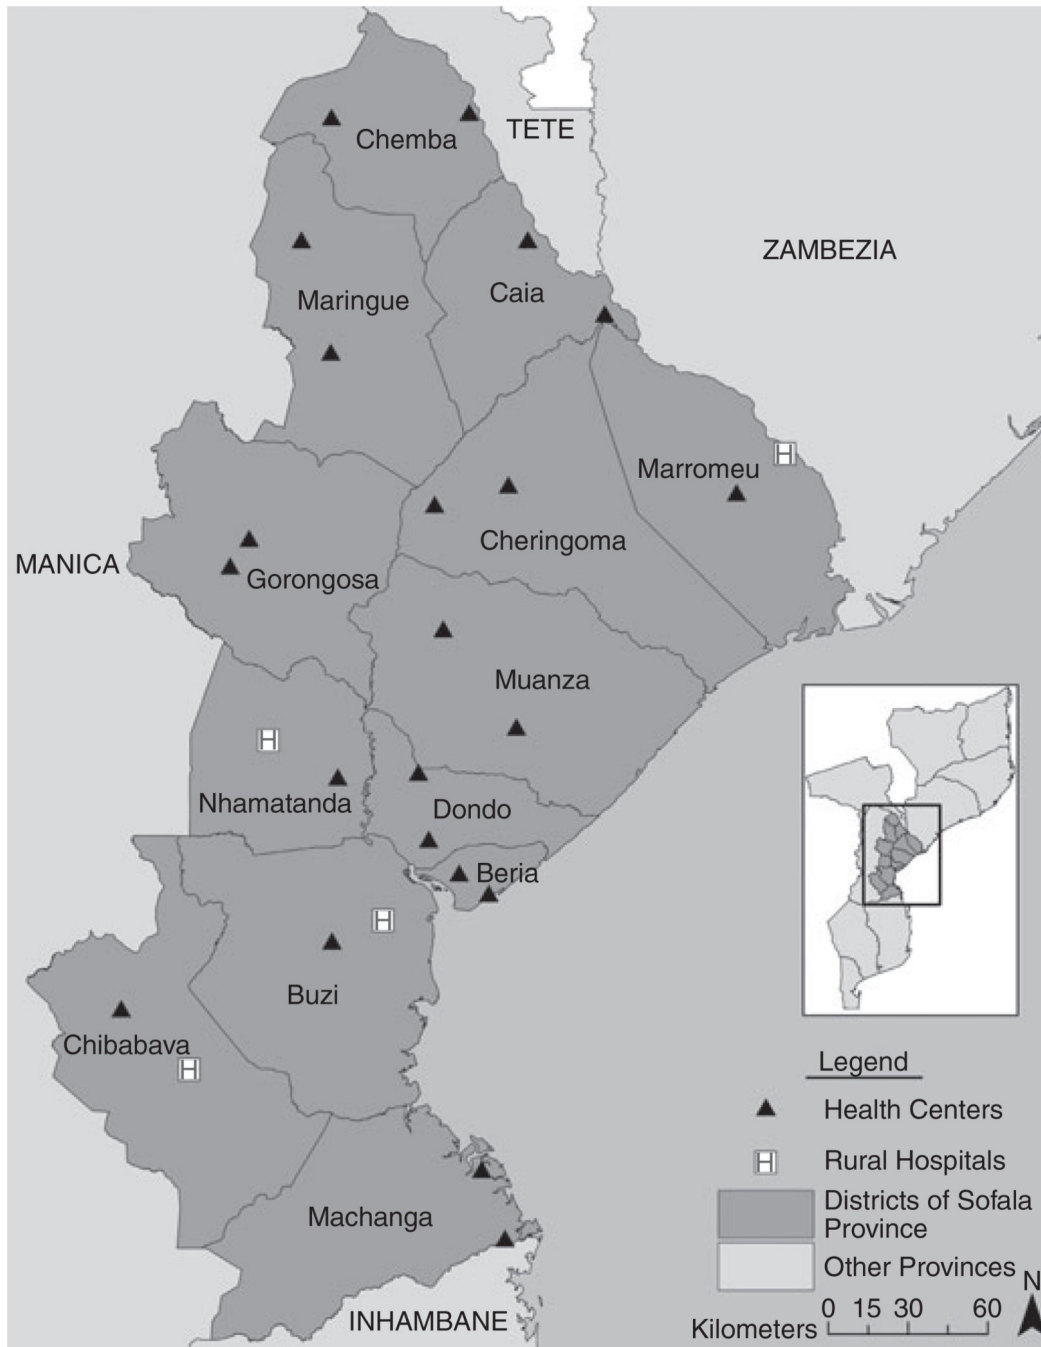 Chemba
TETE
ZAMBEZIA
Maringue
Caia
Marromeu
H
Cheringoma
MANICA
Gorongosa
Muanza
H
Nhamatanda
Dondo
Beria
H
Buzi
Chibabava
H
Machanga
INHAMBANE
Legend
Health Centers
H Rural Hospitals
Districts of Sofala
Province
Other Provinces
N
0 15 30 60
Kilometers